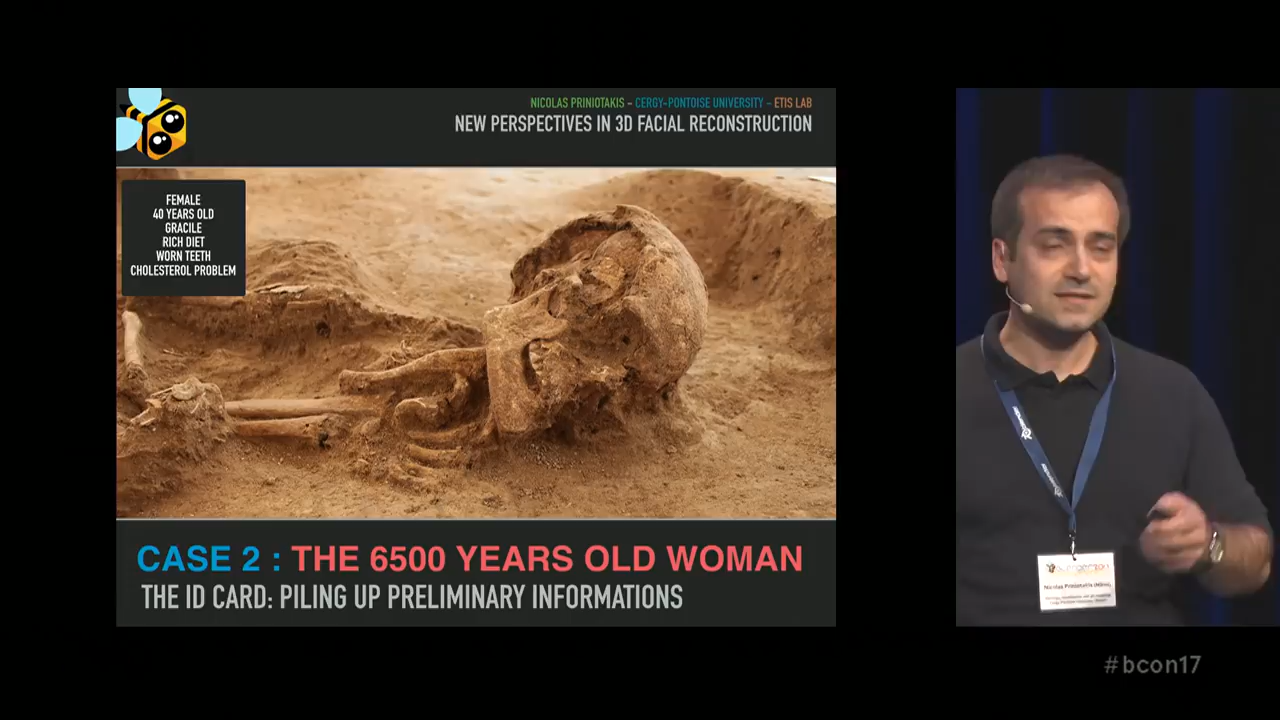 NICOLAS PRINIOTAKIS – CERGY-PONTOISE UNIVERSITY – ETIS LAB
NEW PERSPECTIVES IN 3D FACIAL RECONSTRUCTION
FEMALE
40 YEARS OLD
GRACILE
RICH DIET
WORN TEETH
CHOLESTEROL PROBLEM
CASE 2 : THE 6500 YEARS OLD WOMAN
THE ID CARD: PILING UP PRELIMINARY INFORMATIONS
Nicolas Priniotakis
#bcon17